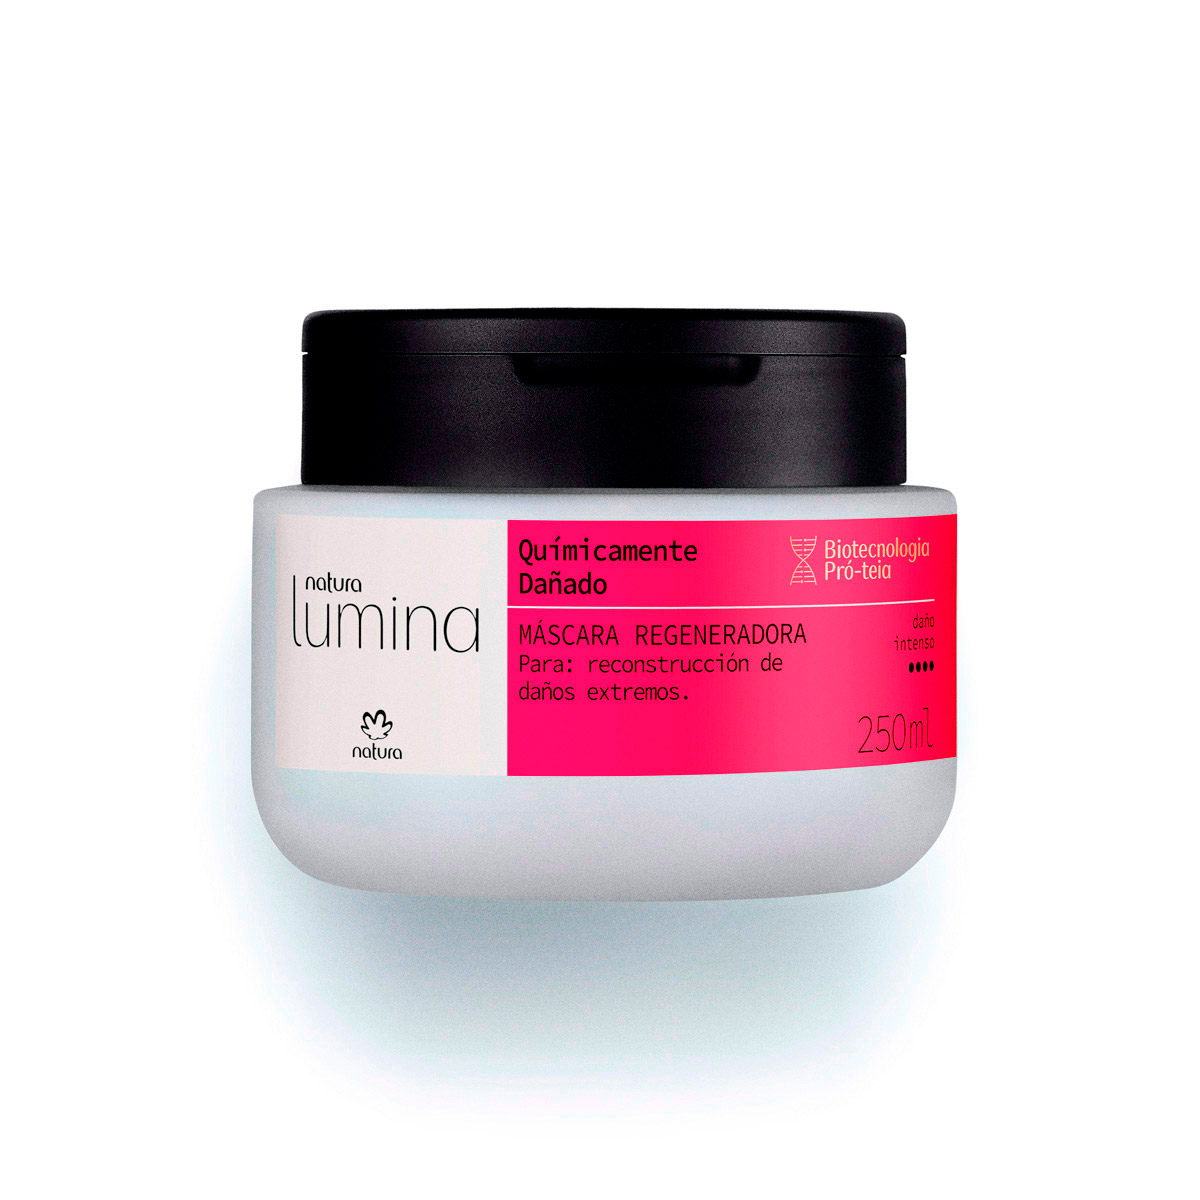 natura
lumina
natura
Químicamente
Dañado
Biotecnologia
Pró-teia
MÁSCARA REGENERADORA
Para: reconstrucción de
daños extremos.
daño
intenso
250ml